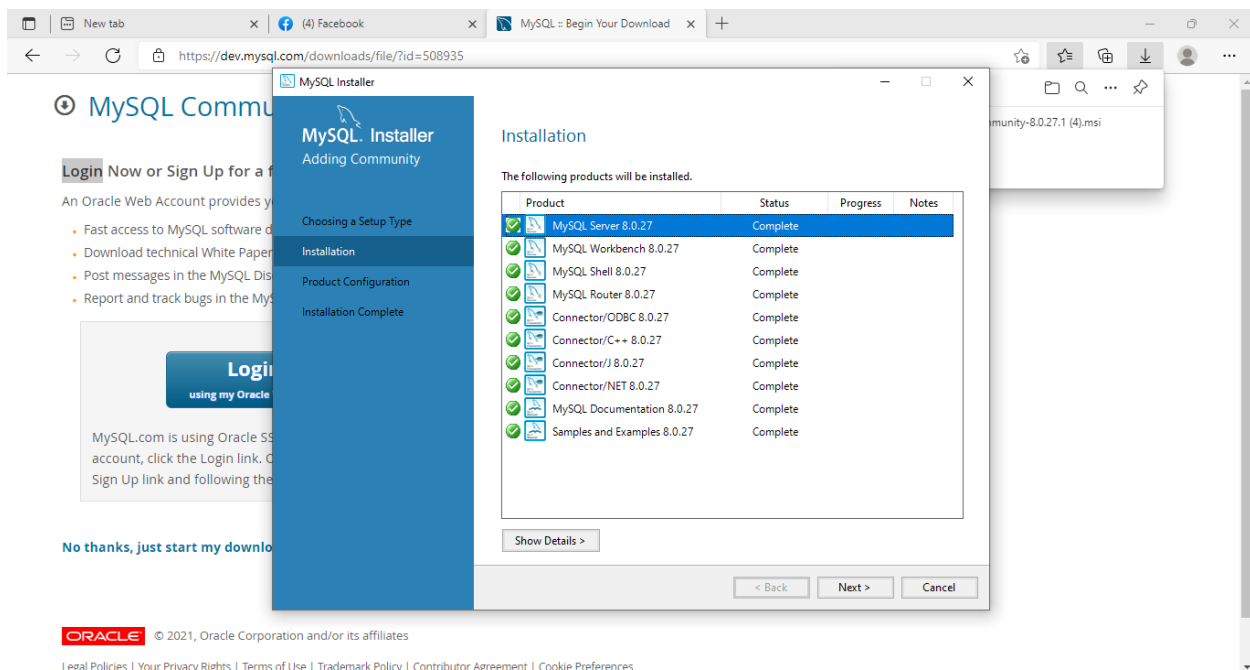 New tab
(4) Facebook
MySQL :: Begin Your Download
https://dev.mysql.com/downloads/file/?id=508935
MySQL Commu
Login Now or Sign Up for a f
An Oracle Web Account provides y
Fast access to MySQL software d
Download technical White Paper
Post messages in the MySQL Dis
Report and track bugs in the MyS
Login
using my Oracle
MySQL.com is using Oracle SS
account, click the Login link. O
Sign Up link and following the
No thanks, just start my downlo
ORACLE © 2021, Oracle Corporation and/or its affiliates
Legal Policies | Your Privacy Rights | Terms of Use | Trademark Policy | Contributor Agreement | Cookie Preferences
MySQL Installer
MySQL. Installer
Adding Community
Choosing a Setup Type
Installation
Product Configuration
Installation Complete
Installation
The following products will be installed.
Product Status Progress Notes
MySQL Server 8.0.27 Complete
MySQL Workbench 8.0.27 Complete
MySQL Shell 8.0.27 Complete
MySQL Router 8.0.27 Complete
Connector/ODBC 8.0.27 Complete
Connector/C++ 8.0.27 Complete
Connector/J 8.0.27 Complete
Connector/NET 8.0.27 Complete
MySQL Documentation 8.0.27 Complete
Samples and Examples 8.0.27 Complete
Show Details >
< Back Next > Cancel
munity-8.0.27.1 (4).msi